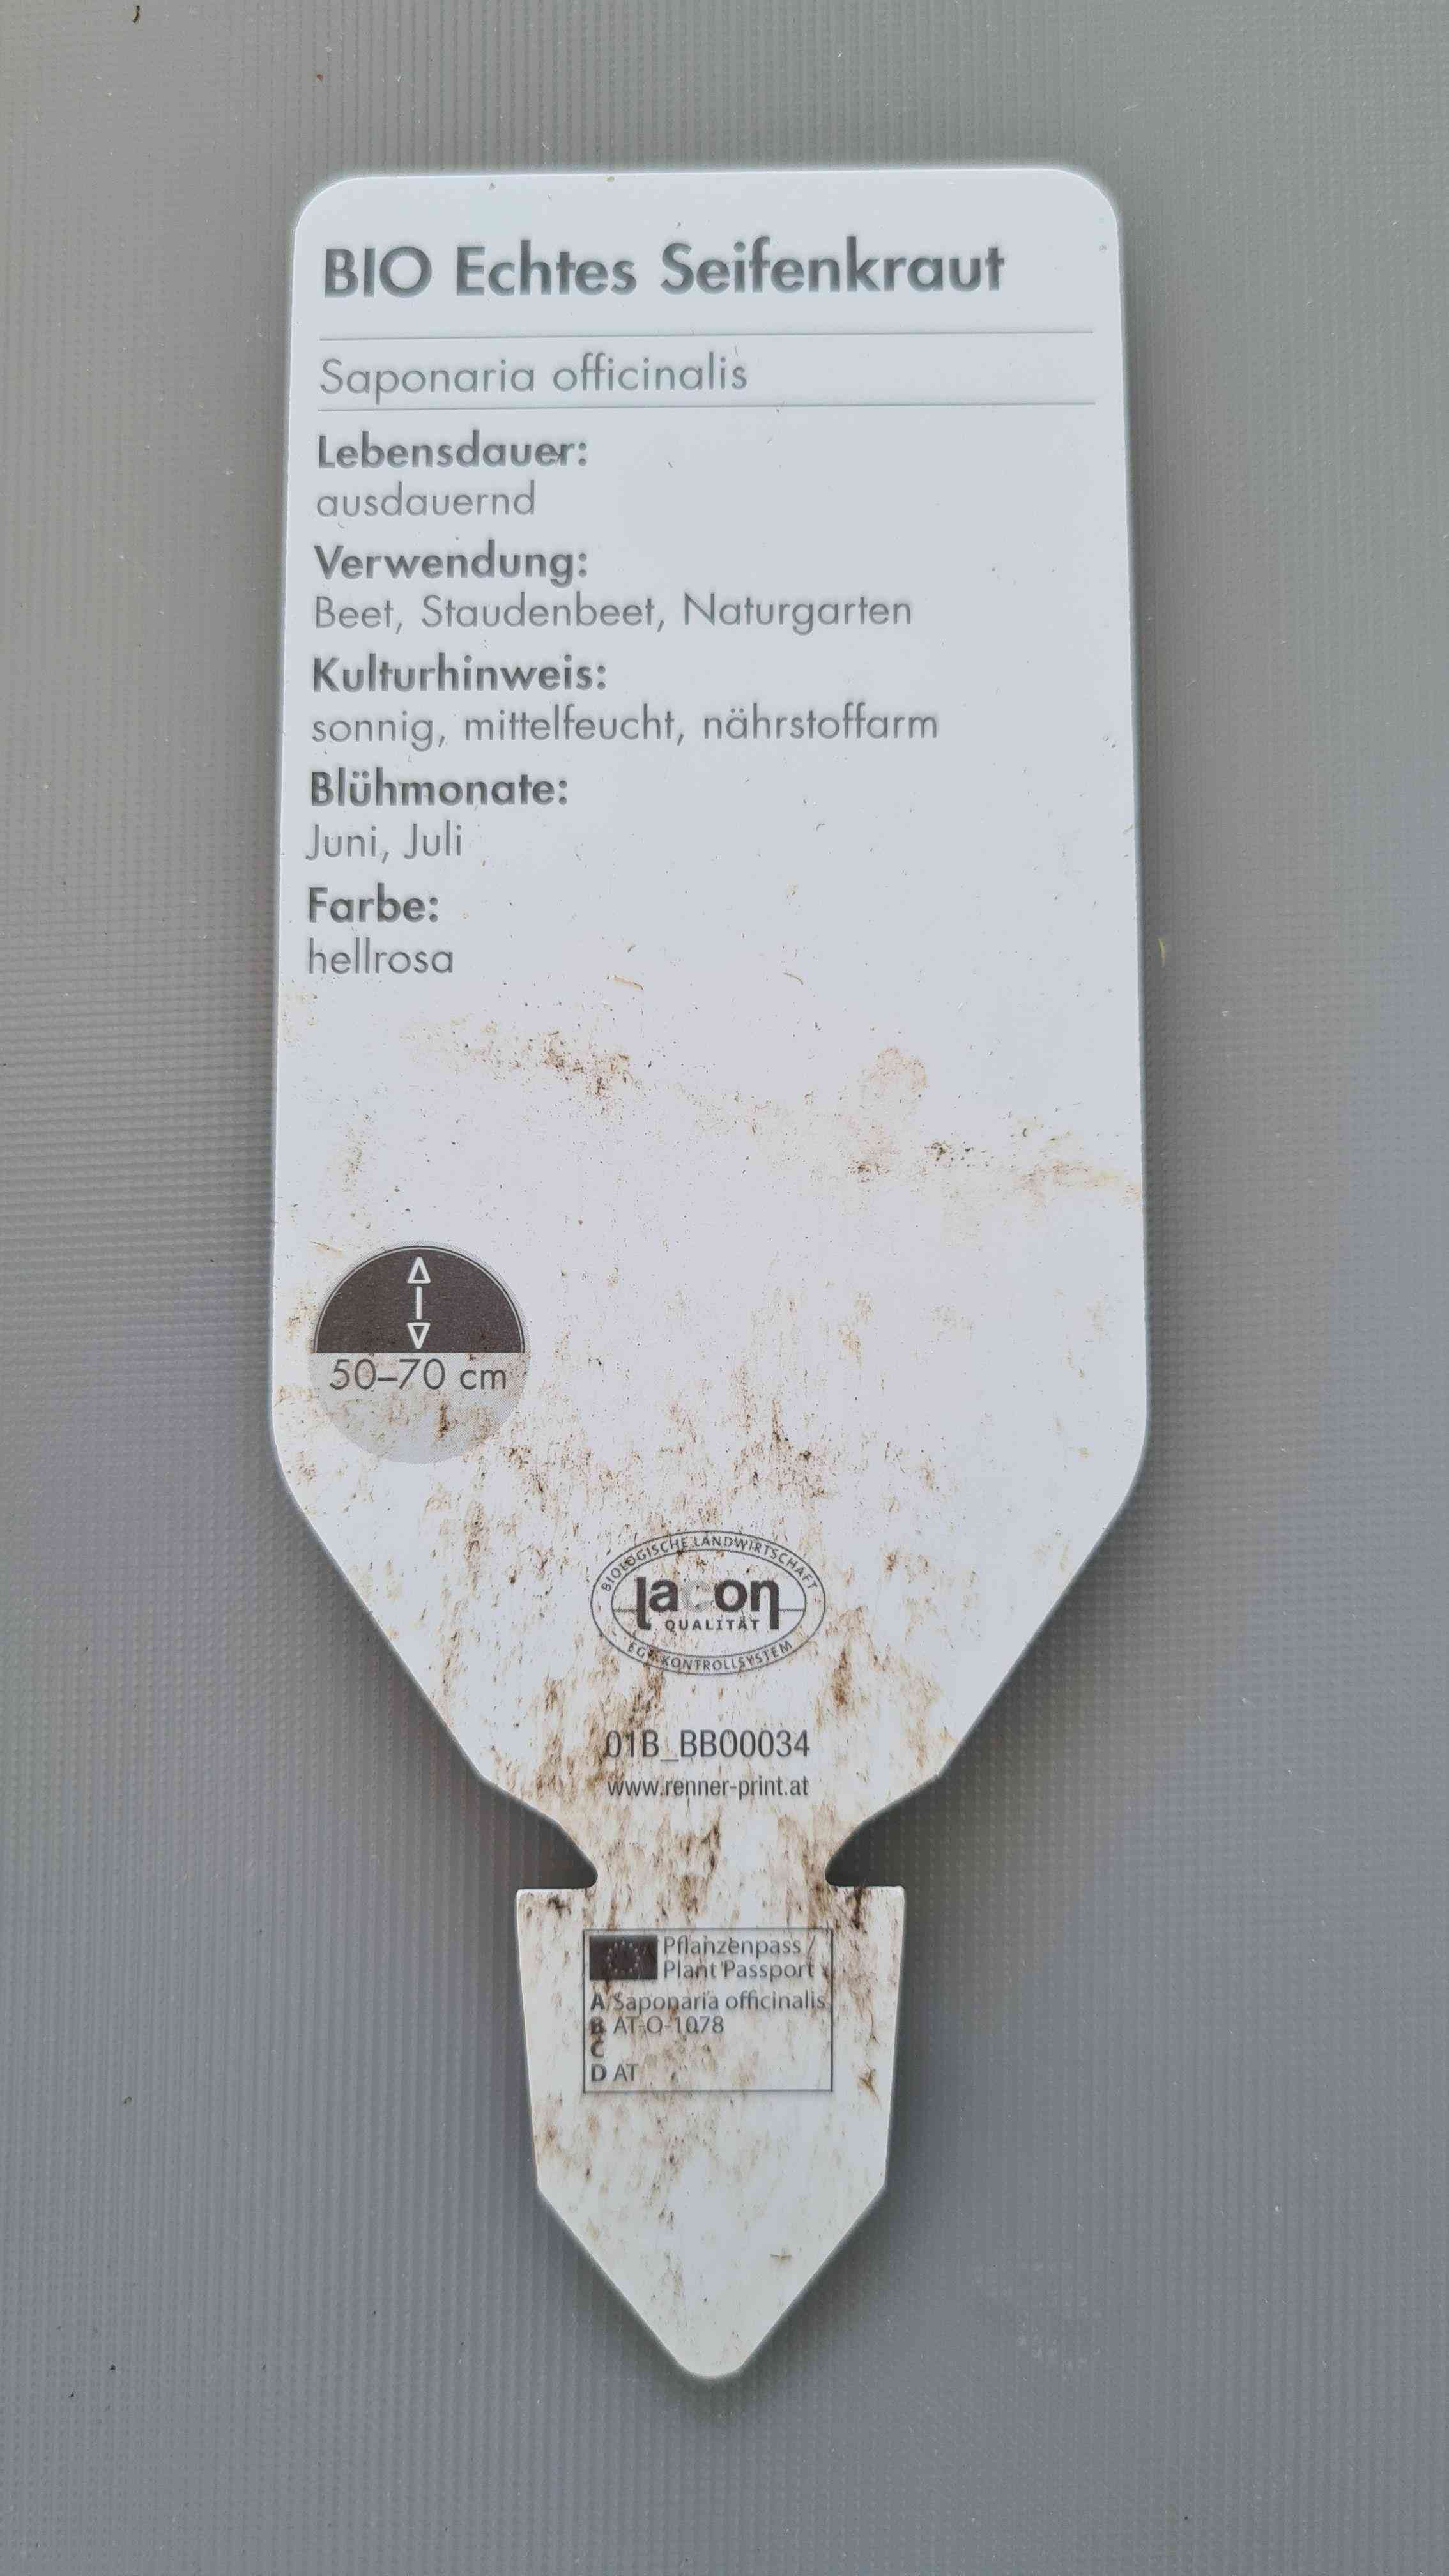 BIO Echtes Seifenkraut
Saponaria officinalis
Lebensdauer:
ausdauernd
Verwendung:
Beet, Staudenbeet, Naturgarten
Kulturhinweis:
sonnig, mittelfeucht, nährstoffarm
Blühmonate:
Juni, Juli
Farbe:
hellrosa
50–70 cm
BIOLOGISCHE LANDWIRTSCHAFT
lacon
QUALITÄT
EG-KONTROLLSYSTEM
01B_BB00034
www.renner-print.at
Pflanzenpass /
Plant Passport
A Saponaria officinalis
B AT-O-1078
C
D AT